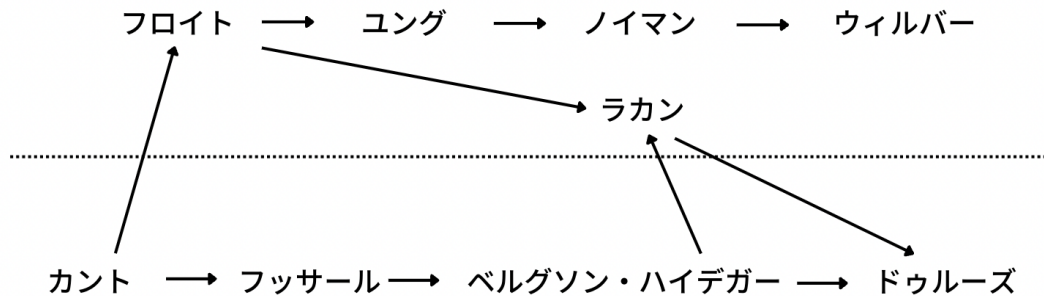 フロイト ユング ノイマン ウィルバー
ラカン
カント フッサール ベルグソン・ハイデガー ドゥルーズ